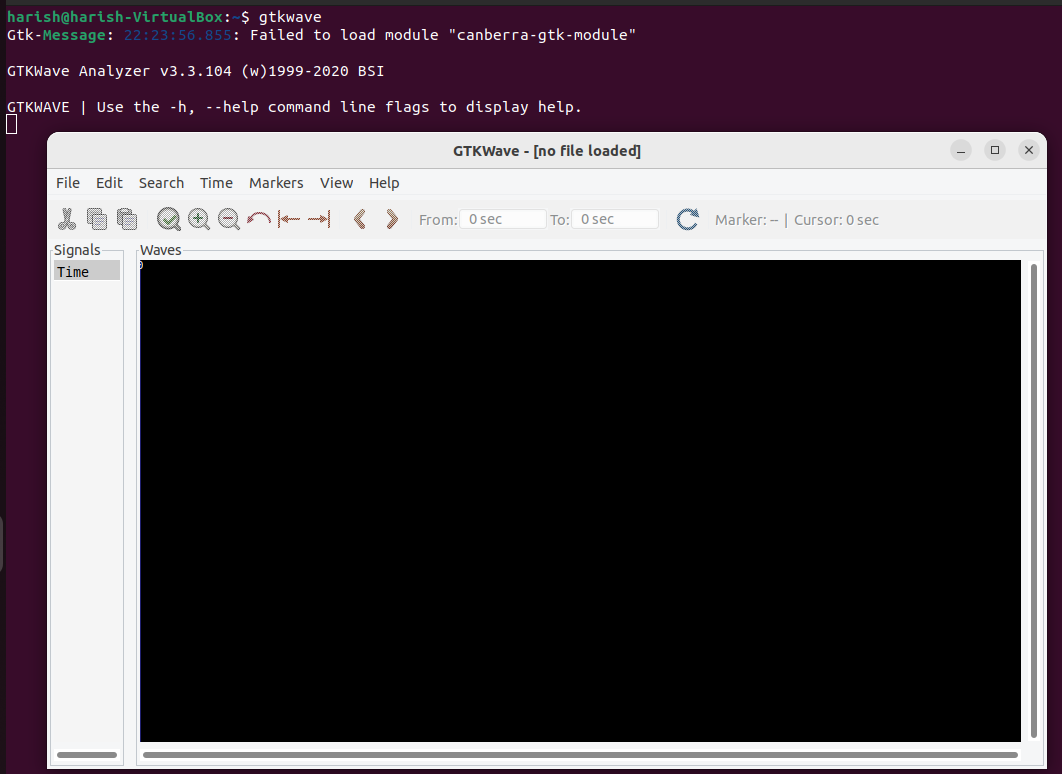 harish@harish-VirtualBox:~$ gtkwave
Gtk-Message: 22:23:56.855: Failed to load module "canberra-gtk-module"
GTKWave Analyzer v3.3.104 (w)1999-2020 BSI
GTKWAVE | Use the -h, --help command line flags to display help.
GTKWave - [no file loaded]
File Edit Search Time Markers View Help
From: 0 sec To: 0 sec Marker: -- | Cursor: 0 sec
Signals Waves
Time 0